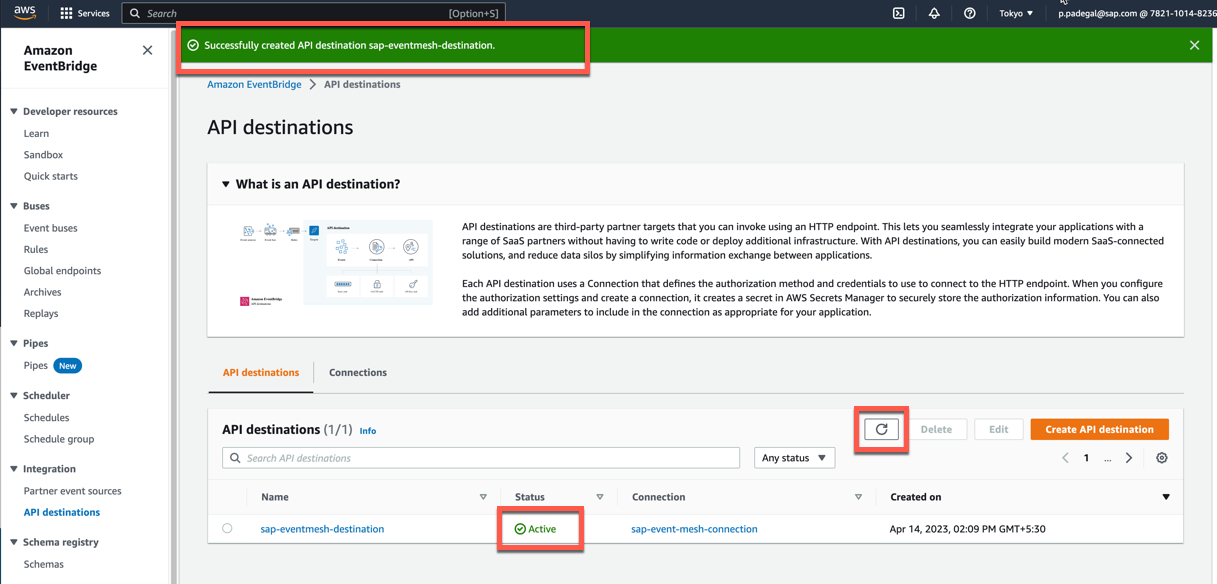 aws
Services
Search
[Option+S]
Tokyo
p.padegal@sap.com @ 7821-1014-8236
Amazon
EventBridge
Developer resources
Learn
Sandbox
Quick starts
Buses
Event buses
Rules
Global endpoints
Archives
Replays
Pipes
Pipes New
Scheduler
Schedules
Schedule group
Integration
Partner event sources
API destinations
Schema registry
Schemas
Successfully created API destination sap-eventmesh-destination.
Amazon EventBridge > API destinations
API destinations
What is an API destination?
API destinations are third-party partner targets that you can invoke using an HTTP endpoint. This lets you seamlessly integrate your applications with a
range of SaaS partners without having to write code or deploy additional infrastructure. With API destinations, you can easily build modern SaaS-connected
solutions, and reduce data silos by simplifying information exchange between applications.
Each API destination uses a Connection that defines the authorization method and credentials to use to connect to the HTTP endpoint. When you configure
the authorization settings and create a connection, it creates a secret in AWS Secrets Manager to securely store the authorization information. You can also
add additional parameters to include in the connection as appropriate for your application.
API destinations
Connections
API destinations (1/1) Info
Delete
Edit
Create API destination
Search API destinations
Any status
1 ...
Name Status Connection Created on
sap-eventmesh-destination Active sap-event-mesh-connection Apr 14, 2023, 02:09 PM GMT+5:30